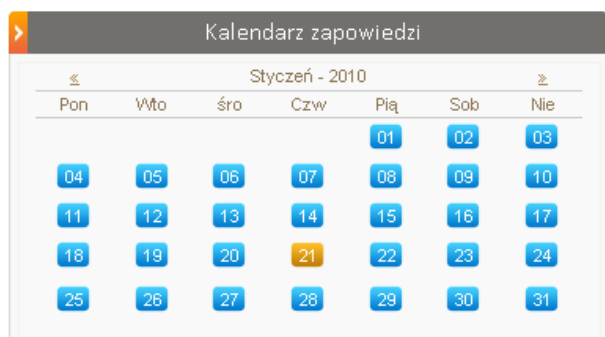 Kalendarz zapowiedzi
« Styczeń - 2010 »
Pon Wto śro Czw Pią Sob Nie
01 02 03
04 05 06 07 08 09 10
11 12 13 14 15 16 17
18 19 20 21 22 23 24
25 26 27 28 29 30 31